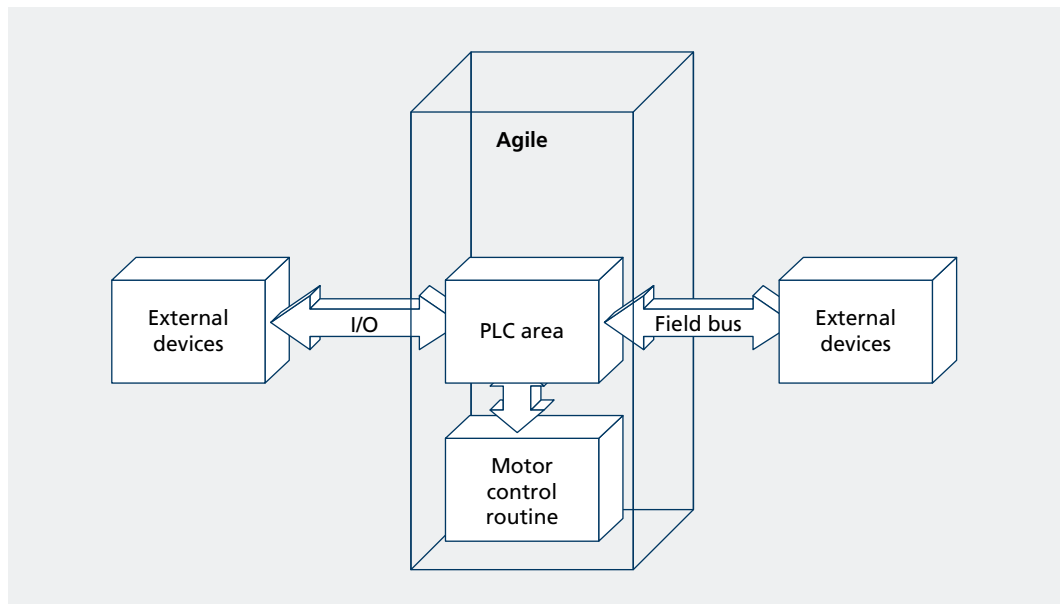 Agile
External
devices
I/O
PLC area
Field bus
External
devices
Motor
control
routine